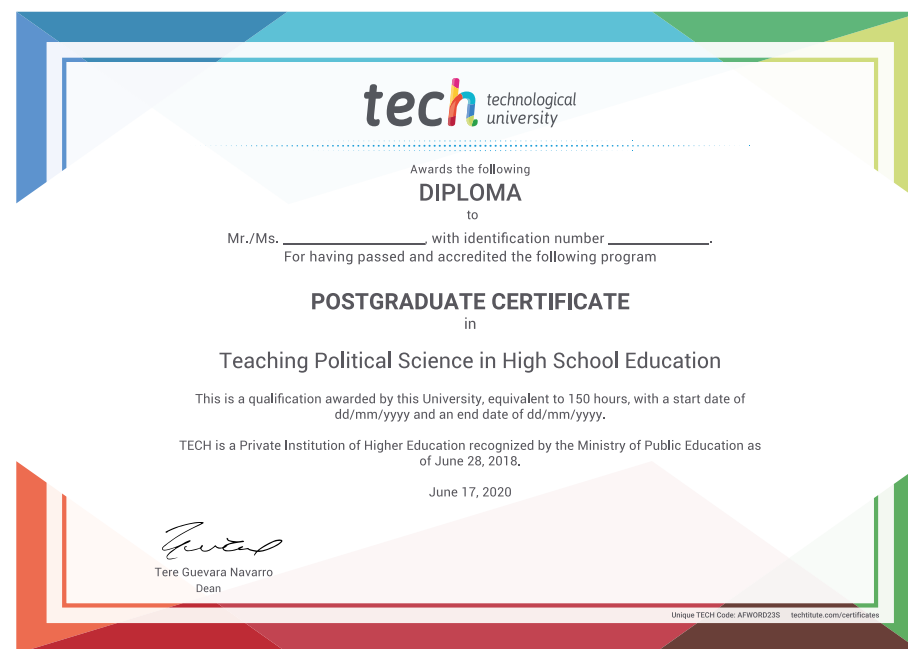 tech technological
university
Awards the following
DIPLOMA
to
Mr./Ms. ____________________, with identification number ______________.
For having passed and accredited the following program
POSTGRADUATE CERTIFICATE
in
Teaching Political Science in High School Education
This is a qualification awarded by this University, equivalent to 150 hours, with a start date of
dd/mm/yyyy and an end date of dd/mm/yyyy.
TECH is a Private Institution of Higher Education recognized by the Ministry of Public Education as
of June 28, 2018.
June 17, 2020
Tere Guevara Navarro
Dean
Unique TECH Code: AFWORD23S techtitute.com/certificates